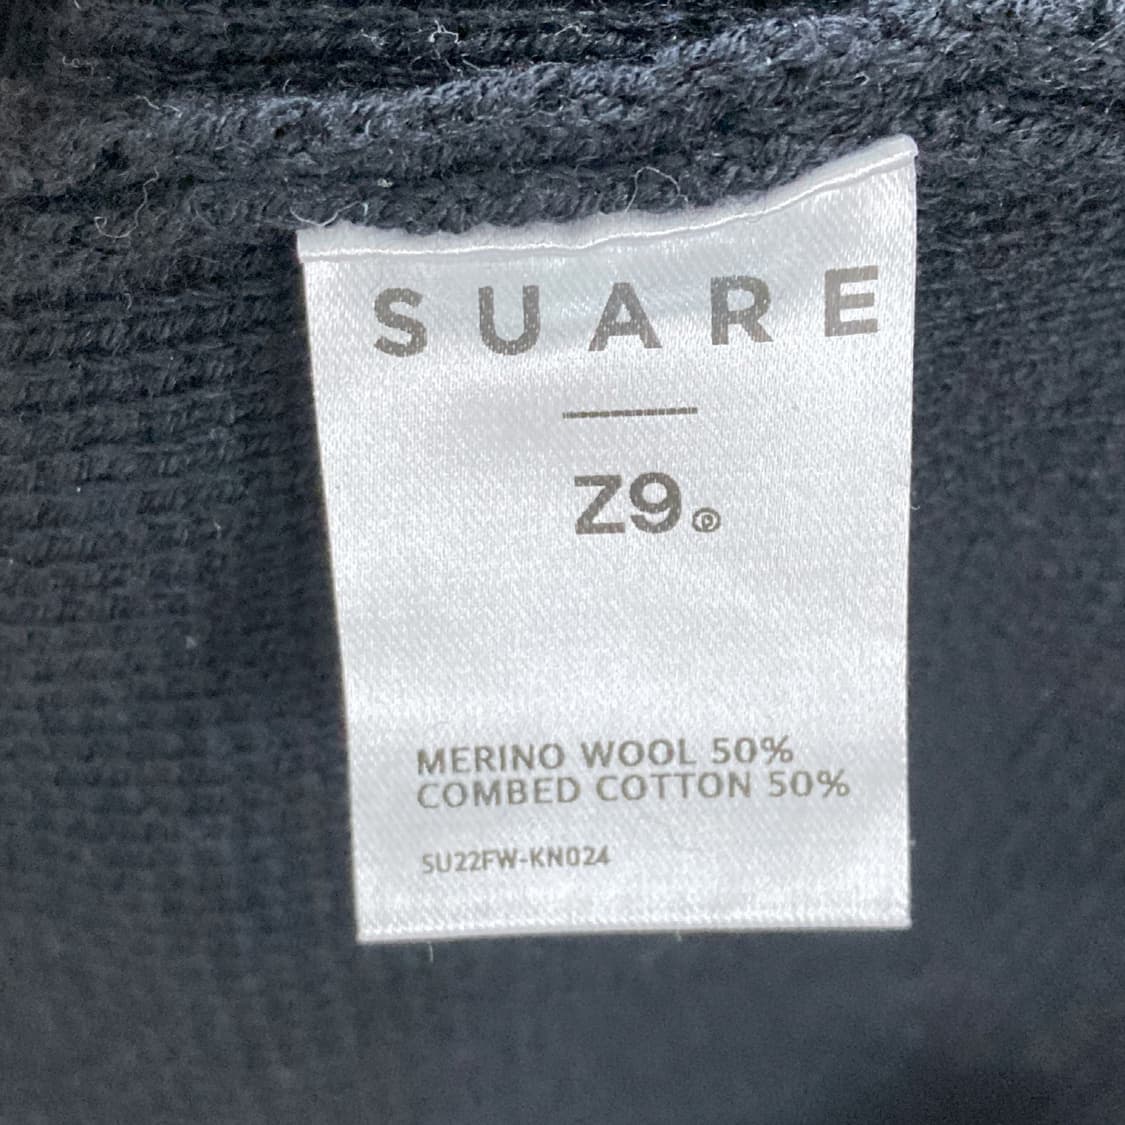 SUARE
Z9®
MERINO WOOL 50%
COMBED COTTON 50%
SU22FW-KN024